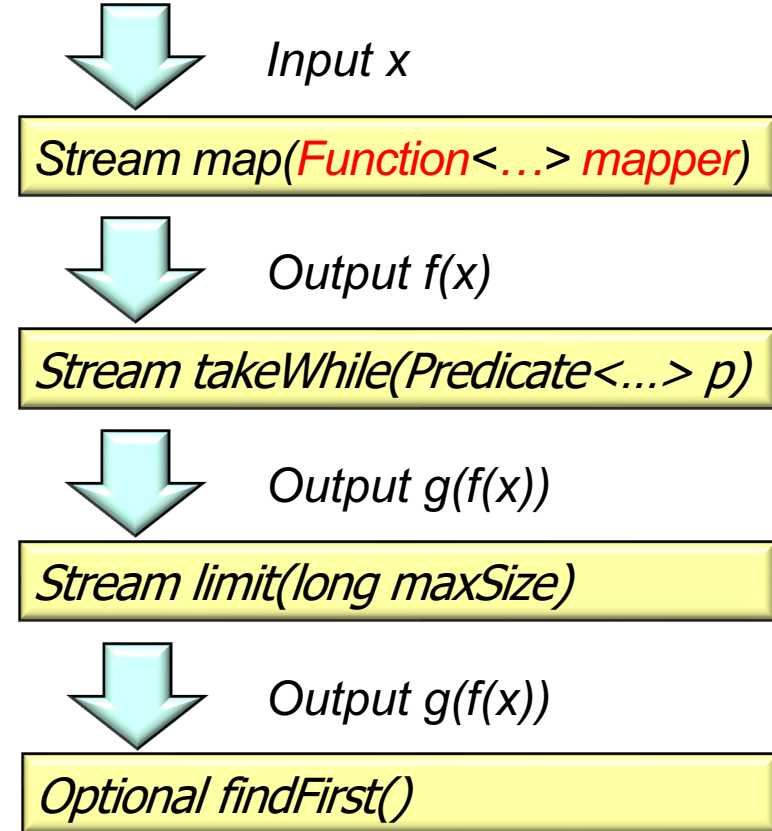 Input x
Stream map(Function<…> mapper)
Output f(x)
Stream takeWhile(Predicate<...> p)
Output g(f(x))
Stream limit(long maxSize)
Output g(f(x))
Optional findFirst()